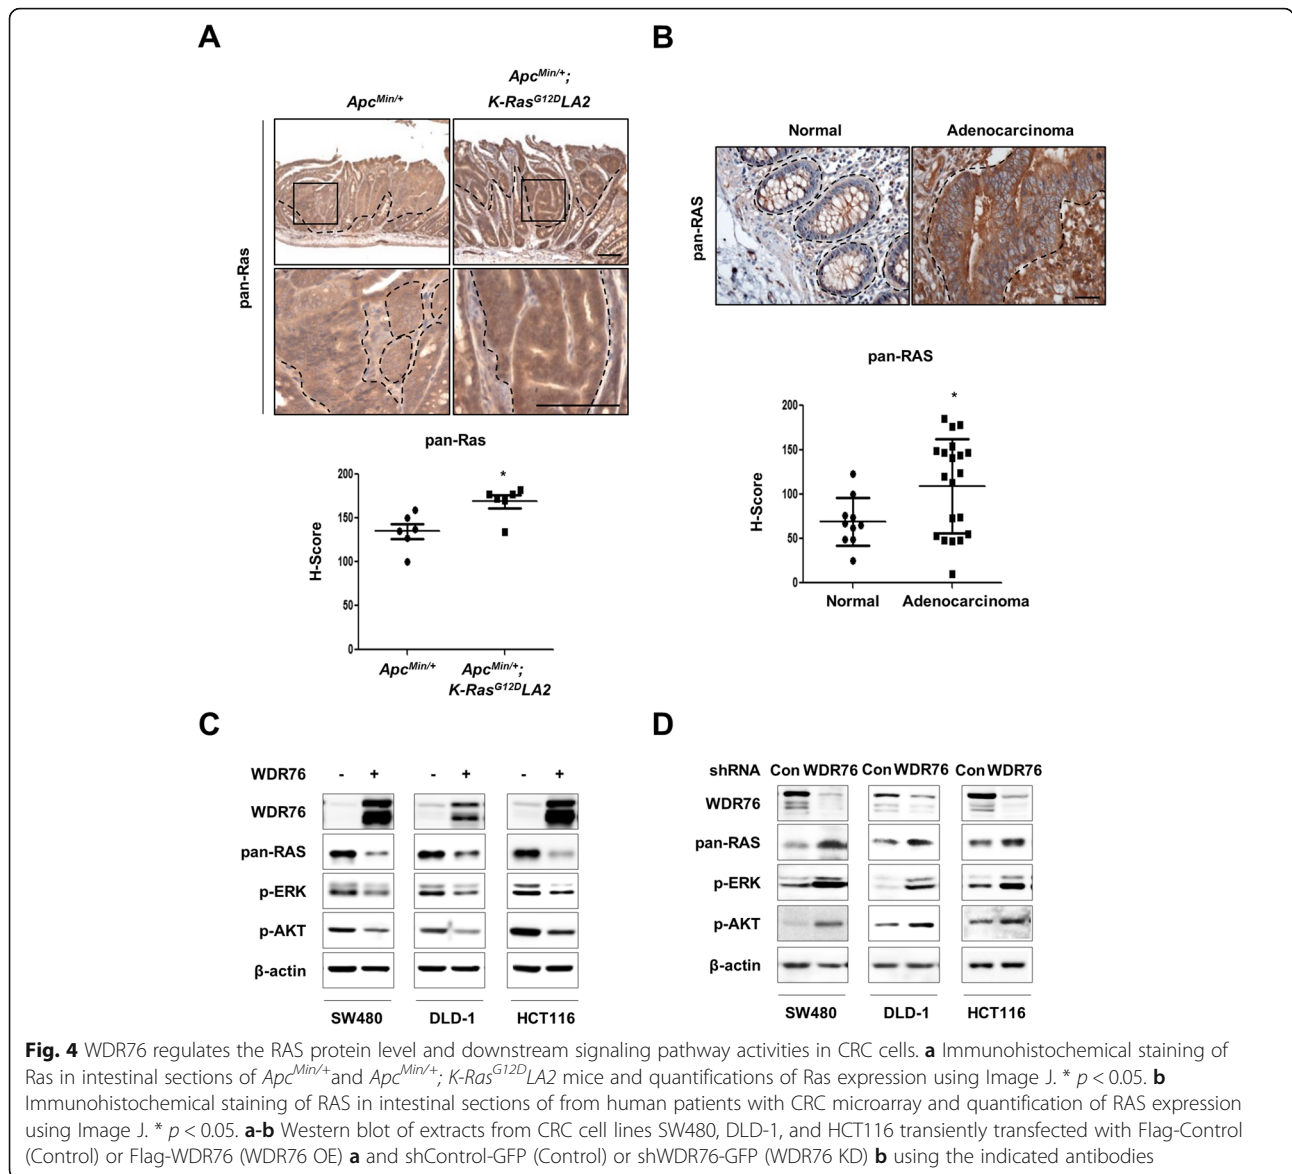 A
Apc^Min/+
Apc^Min/+;
K-Ras^G12D LA2
pan-Ras
pan-Ras
H-Score
200
150
100
50
0
*
Apc^Min/+
Apc^Min/+;
K-Ras^G12D LA2
B
Normal Adenocarcinoma
pan-RAS
pan-RAS
H-Score
200
150
100
50
0
*
Normal Adenocarcinoma
C
WDR76 - + - + - +
WDR76
pan-RAS
p-ERK
p-AKT
β-actin
SW480 DLD-1 HCT116
D
shRNA Con WDR76 Con WDR76 Con WDR76
WDR76
pan-RAS
p-ERK
p-AKT
β-actin
SW480 DLD-1 HCT116
Fig. 4 WDR76 regulates the RAS protein level and downstream signaling pathway activities in CRC cells. a Immunohistochemical staining of
Ras in intestinal sections of Apc^Min/+ and Apc^Min/+; K-Ras^G12D LA2 mice and quantifications of Ras expression using Image J. * p < 0.05. b
Immunohistochemical staining of RAS in intestinal sections of from human patients with CRC microarray and quantification of RAS expression
using Image J. * p < 0.05. a-b Western blot of extracts from CRC cell lines SW480, DLD-1, and HCT116 transiently transfected with Flag-Control
(Control) or Flag-WDR76 (WDR76 OE) a and shControl-GFP (Control) or shWDR76-GFP (WDR76 KD) b using the indicated antibodies